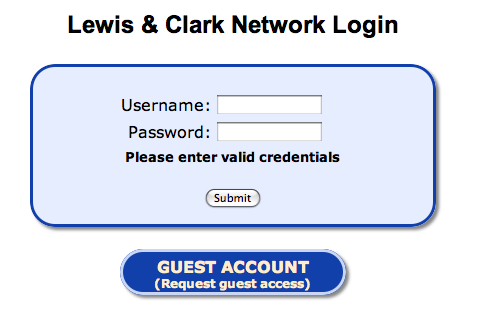 Lewis & Clark Network Login
Username:
Password:
Please enter valid credentials
Submit
GUEST ACCOUNT
(Request guest access)